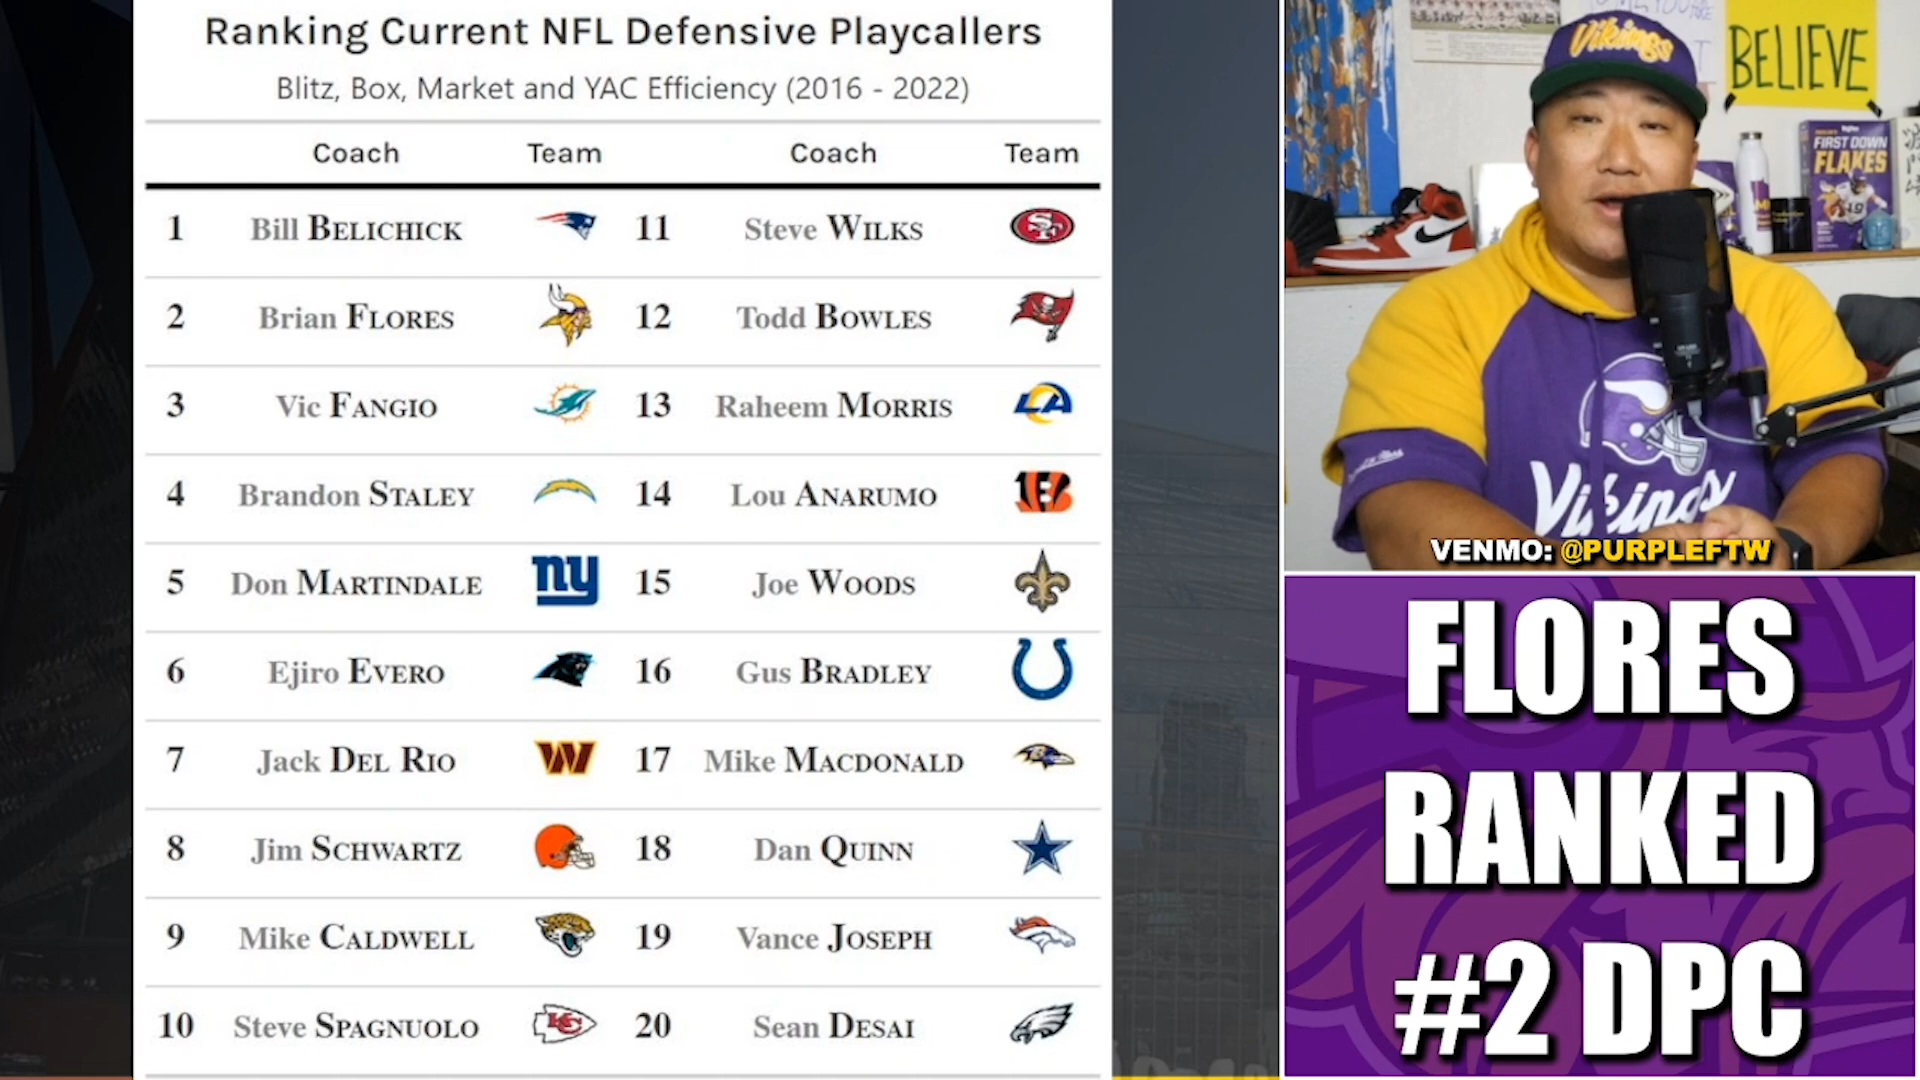 Ranking Current NFL Defensive Playcallers
Blitz, Box, Market and YAC Efficiency (2016 - 2022)
Coach Team Coach Team
1 Bill BELICHICK 11 Steve WILKS
2 Brian FLORES 12 Todd BOWLES
3 Vic FANGIO 13 Raheem MORRIS
4 Brandon STALEY 14 Lou ANARUMO
5 Don MARTINDALE ny 15 Joe WOODS
6 Ejiro EVERO 16 Gus BRADLEY
7 Jack DEL RIO W 17 Mike MACDONALD
8 Jim SCHWARTZ 18 Dan QUINN
9 Mike CALDWELL 19 Vance JOSEPH
10 Steve SPAGNUOLO KC 20 Sean DESAI
SF
LA
B
Vikings
BELIEVE
FIRST DOWN
FLAKES
Vikings
VENMO: @PURPLEFTW
FLORES
RANKED
#2 DPC